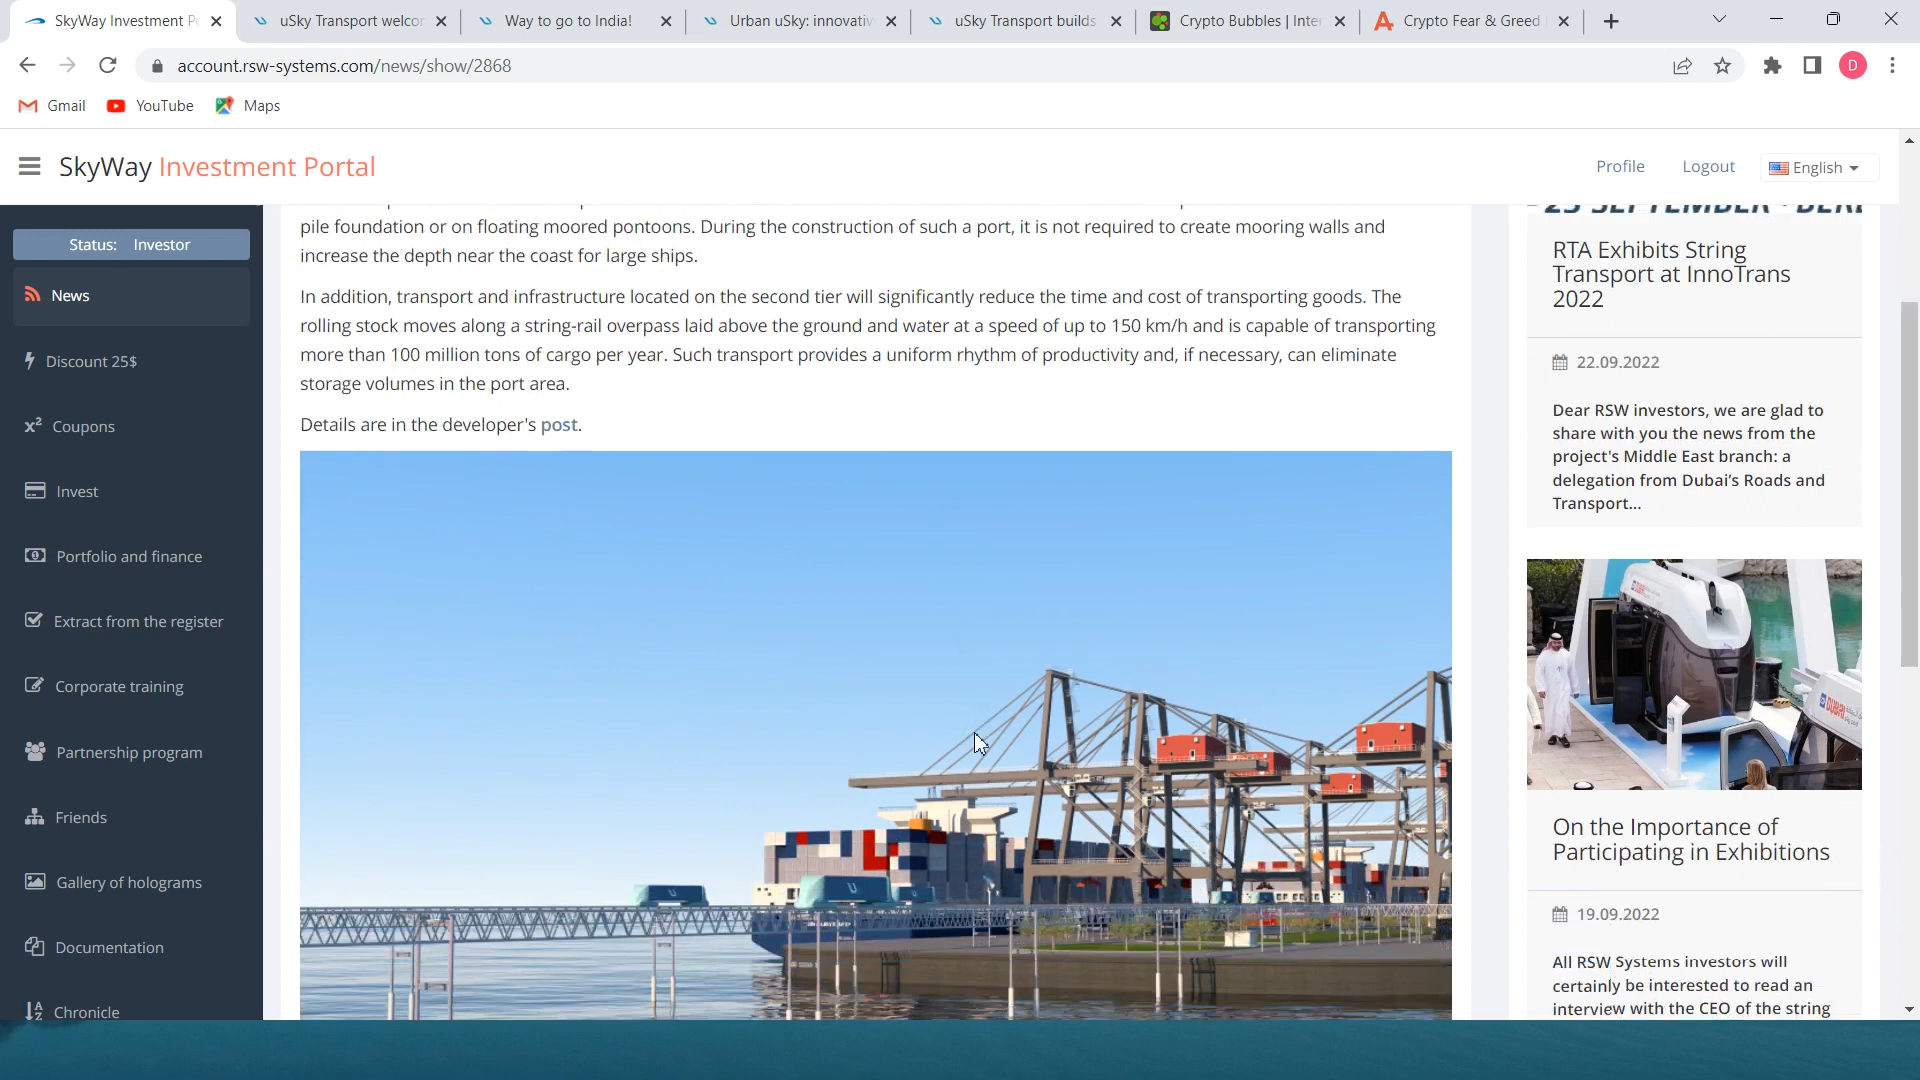 SkyWay Investment Po
uSky Transport welcor
Way to go to India!
Urban uSky: innovativ
uSky Transport builds
Crypto Bubbles | Inter
Crypto Fear & Greed
account.rsw-systems.com/news/show/2868
D
Gmail
YouTube
Maps
SkyWay Investment Portal
Profile
Logout
English
Status: Investor
News
Discount 25$
x² Coupons
Invest
Portfolio and finance
Extract from the register
Corporate training
Partnership program
Friends
Gallery of holograms
Documentation
Chronicle
pile foundation or on floating moored pontoons. During the construction of such a port, it is not required to create mooring walls and
increase the depth near the coast for large ships.
In addition, transport and infrastructure located on the second tier will significantly reduce the time and cost of transporting goods. The
rolling stock moves along a string-rail overpass laid above the ground and water at a speed of up to 150 km/h and is capable of transporting
more than 100 million tons of cargo per year. Such transport provides a uniform rhythm of productivity and, if necessary, can eliminate
storage volumes in the port area.
Details are in the developer's post.
RTA Exhibits String
Transport at InnoTrans
2022
22.09.2022
Dear RSW investors, we are glad to
share with you the news from the
project's Middle East branch: a
delegation from Dubai's Roads and
Transport...
DUBAI
On the Importance of
Participating in Exhibitions
19.09.2022
All RSW Systems investors will
certainly be interested to read an
interview with the CEO of the string